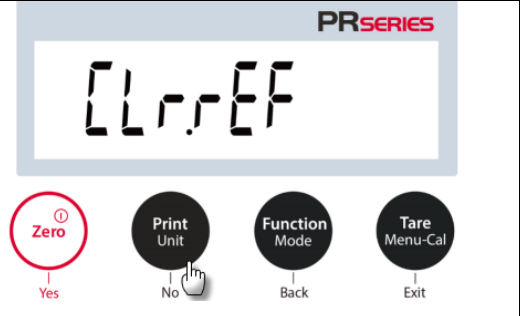 PRSERIES
CLr.rEF
Zero
Print
Unit
Function
Mode
Tare
Menu-Cal
Yes
No
Back
Exit